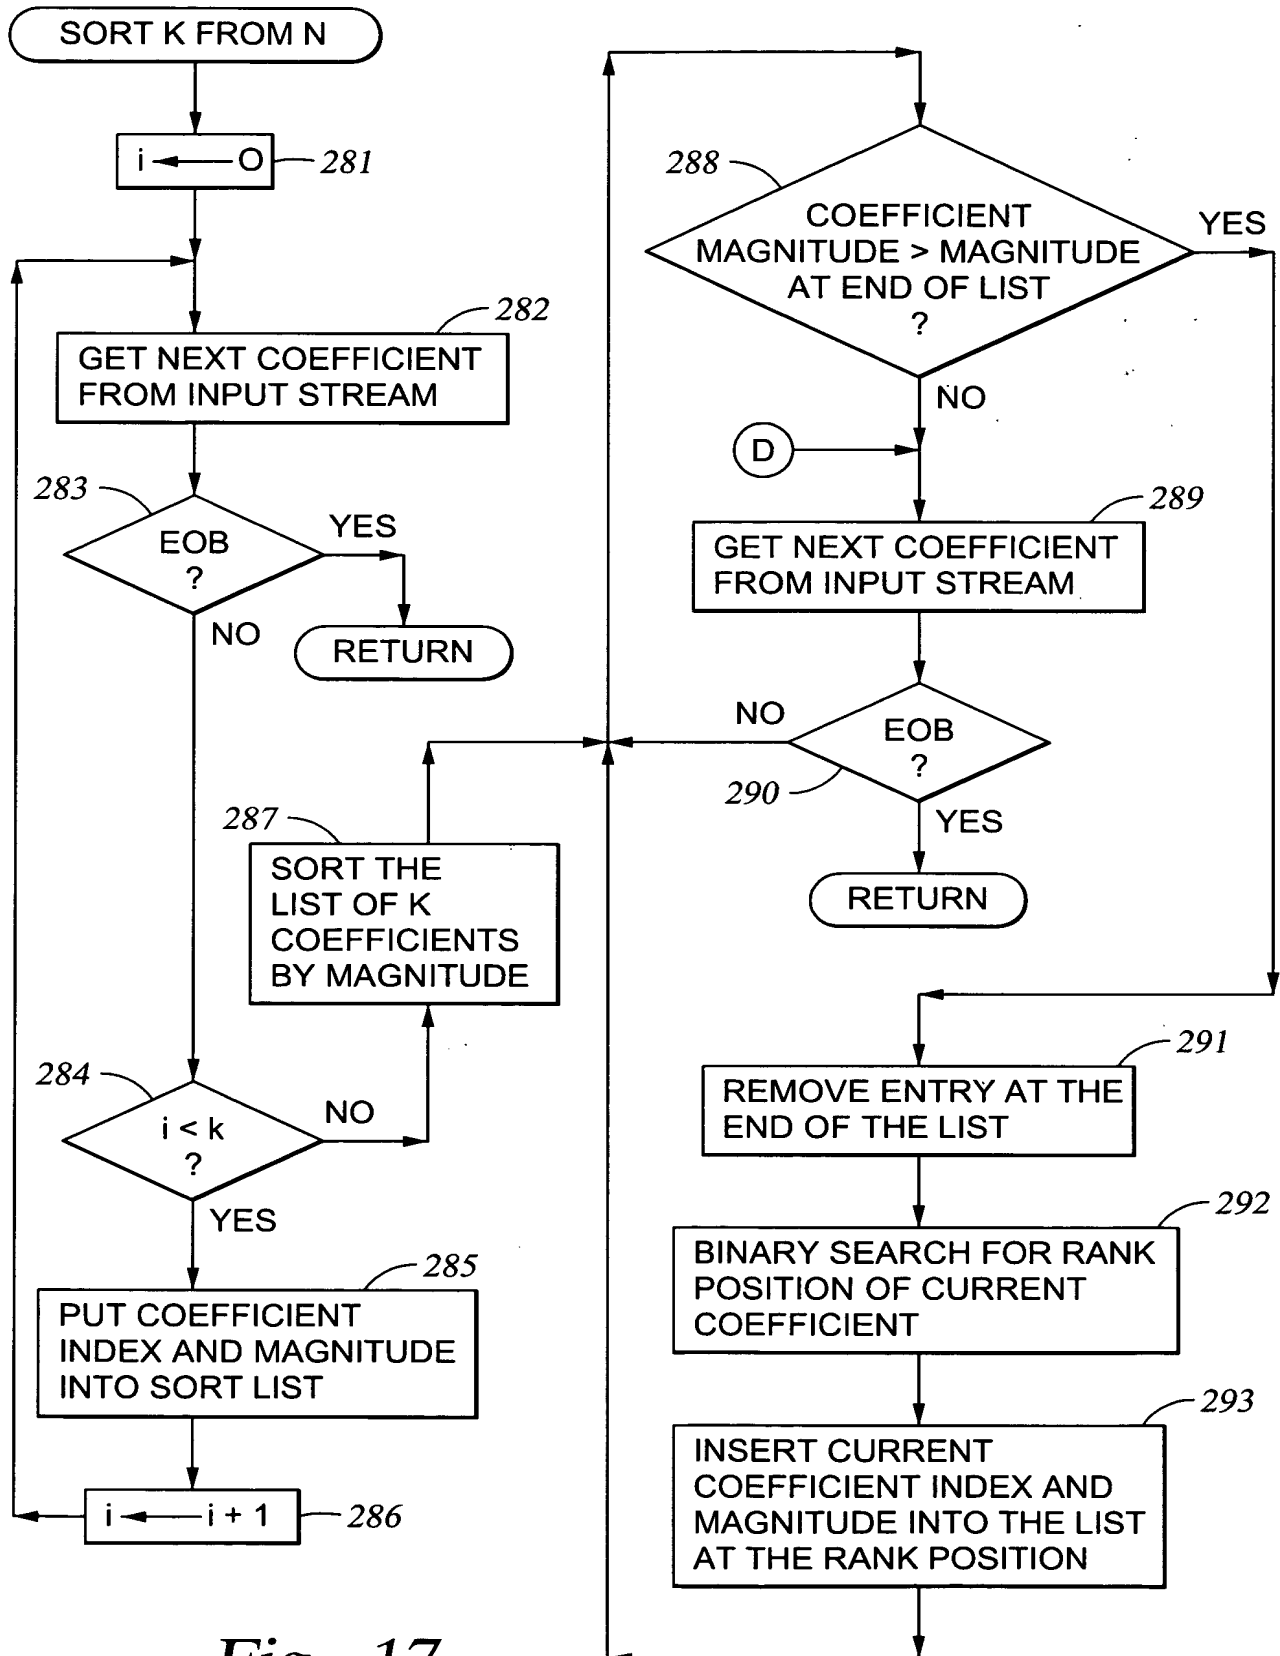 SORT K FROM N
i ← O
281
282
GET NEXT COEFFICIENT
FROM INPUT STREAM
283
EOB
?
YES
NO
RETURN
287
SORT THE
LIST OF K
COEFFICIENTS
BY MAGNITUDE
284
i < k
?
NO
YES
285
PUT COEFFICIENT
INDEX AND MAGNITUDE
INTO SORT LIST
i ← i + 1
286
288
COEFFICIENT
MAGNITUDE > MAGNITUDE
AT END OF LIST
?
YES
NO
D
289
GET NEXT COEFFICIENT
FROM INPUT STREAM
NO
EOB
?
290
YES
RETURN
291
REMOVE ENTRY AT THE
END OF THE LIST
292
BINARY SEARCH FOR RANK
POSITION OF CURRENT
COEFFICIENT
293
INSERT CURRENT
COEFFICIENT INDEX AND
MAGNITUDE INTO THE LIST
AT THE RANK POSITION
Fig. 17